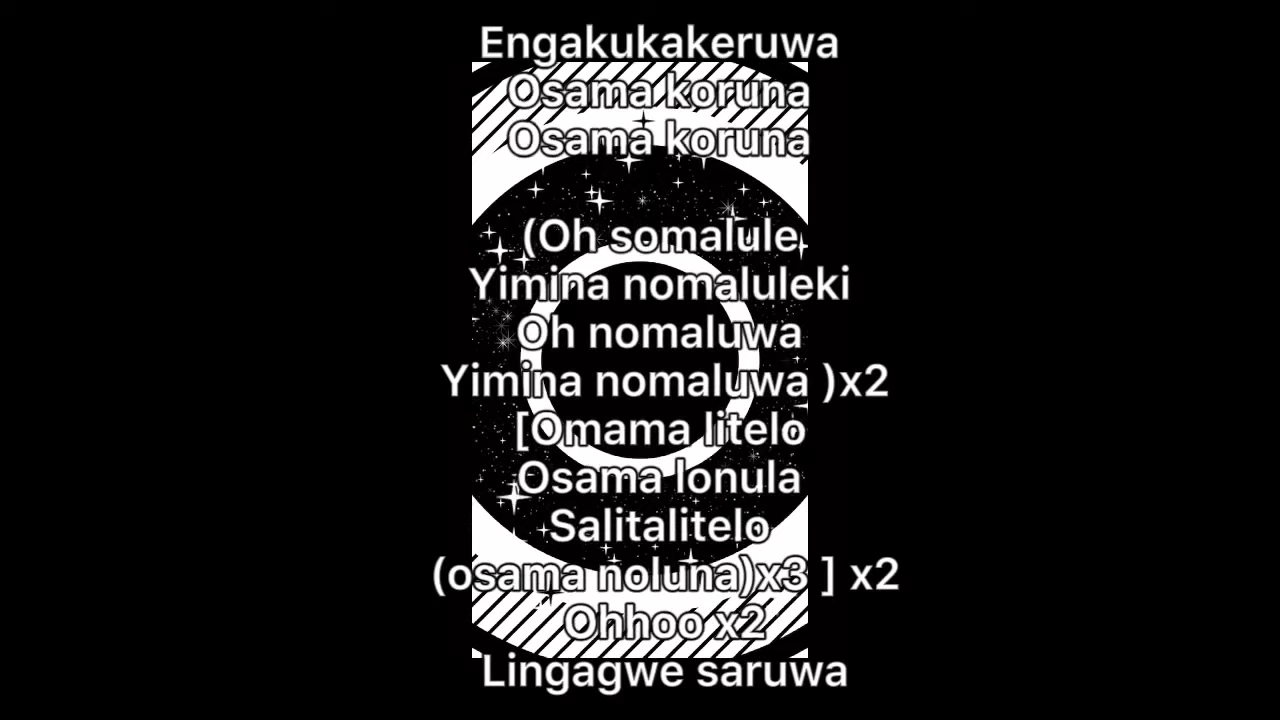 Engakukakeruwa
Osama koruna
Osama koruna
(Oh somalule
Yimina nomaluleki
Oh nomaluwa
Yimina nomaluwa )x2
[Omama litelo
Osama lonula
Salitalitelo
(osama noluna)x3 ] x2
Ohhoo x2
Lingagwe saruwa